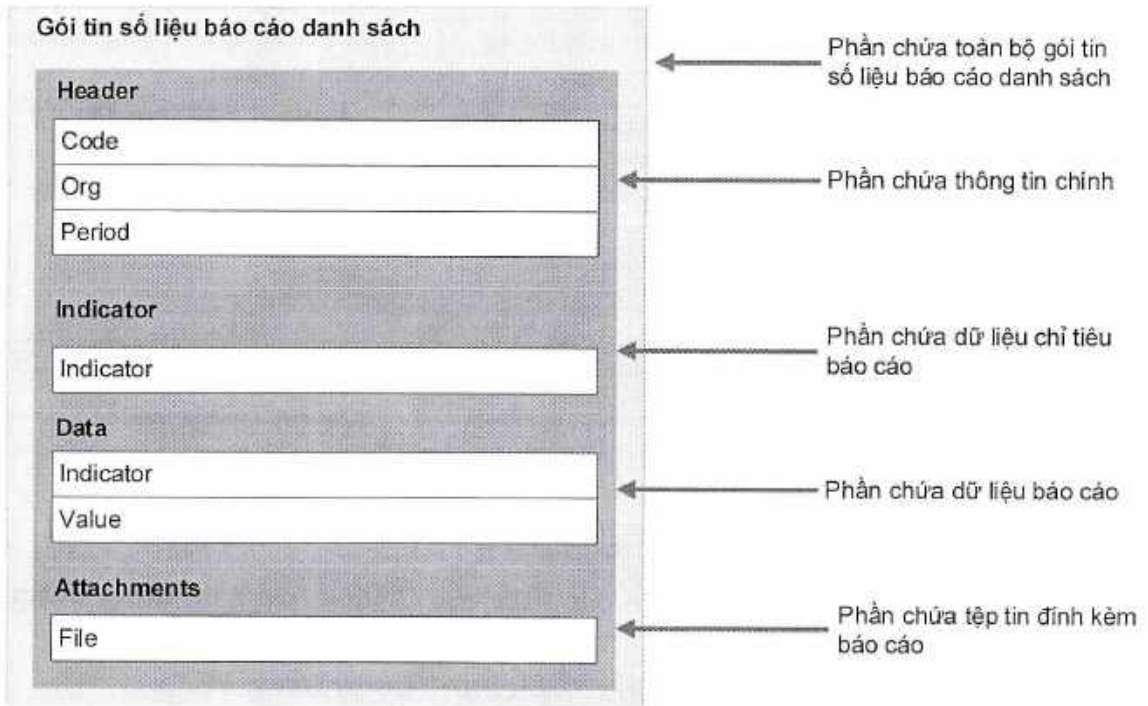 Gói tin số liệu báo cáo danh sách
Phần chứa toàn bộ gói tin
số liệu báo cáo danh sách
Header
Code
Org
Period
Phần chứa thông tin chính
Indicator
Indicator
Phần chứa dữ liệu chỉ tiêu
báo cáo
Data
Indicator
Value
Phần chứa dữ liệu báo cáo
Attachments
File
Phần chứa tệp tin đính kèm
báo cáo